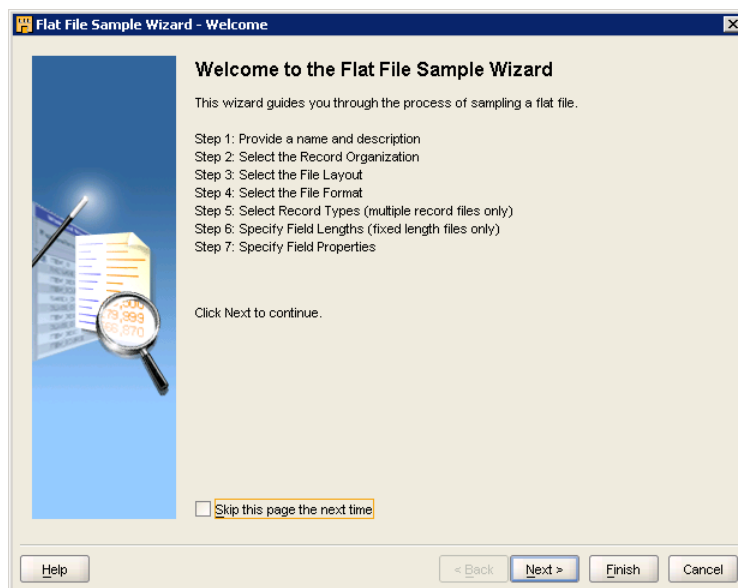 Flat File Sample Wizard - Welcome
Welcome to the Flat File Sample Wizard
This wizard guides you through the process of sampling a flat file.
Step 1: Provide a name and description
Step 2: Select the Record Organization
Step 3: Select the File Layout
Step 4: Select the File Format
Step 5: Select Record Types (multiple record files only)
Step 6: Specify Field Lengths (fixed length files only)
Step 7: Specify Field Properties
79,999
66,870
Click Next to continue.
Skip this page the next time
Help
< Back
Next >
Finish
Cancel